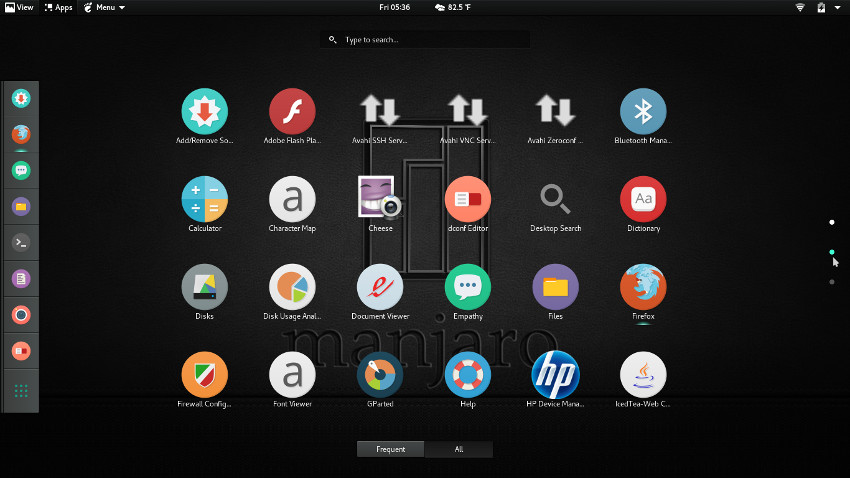 View Apps Menu Fri 05:36 82.5 °F
Type to search...
Add/Remove So... Adobe Flash Pla... Avahi SSH Serv... Avahi VNC Serv... Avahi Zeroconf ... Bluetooth Mana...
a Aa
Calculator Character Map Cheese dconf Editor Desktop Search Dictionary
Disks Disk Usage Anal... Document Viewer Empathy Files Firefox
manjaro
a hp
Firewall Config... Font Viewer GParted Help HP Device Mana... IcedTea-Web C...
Frequent All